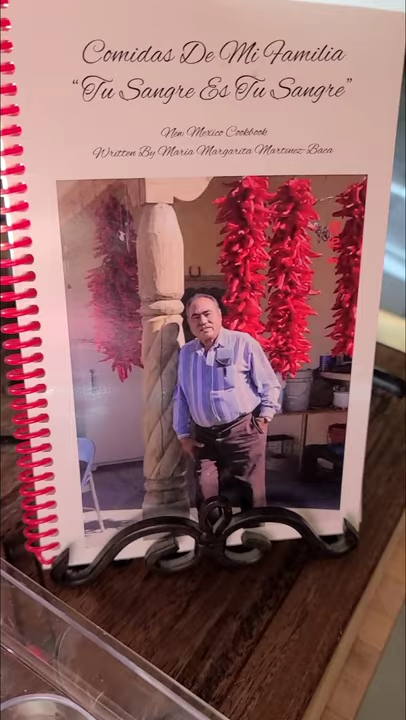 Comidas De Mi Familia
“Tu Sangre Es Tu Sangre”
New Mexico Cookbook
Written By Maria Margarita Martinez-Baca